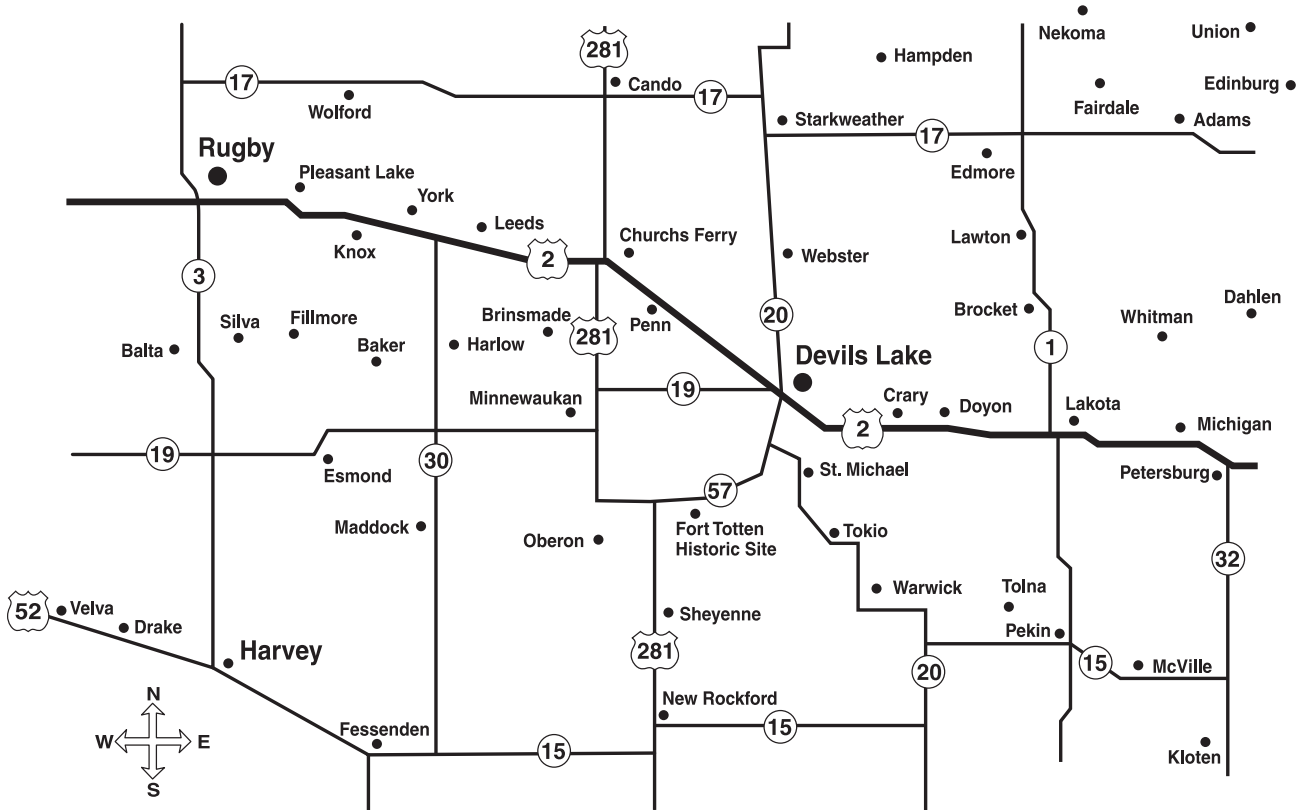 Nekoma
Union
281
Hampden
Cando
17
Wolford
17
Fairdale
Edinburg
Starkweather
17
Adams
Rugby
Edmore
Pleasant Lake
York
Leeds
Knox
2
Churchs Ferry
Lawton
Webster
3
Brinsmade
Penn
20
Brocket
Dahlen
Whitman
Silva
Fillmore
281
Balta
Baker
Harlow
1
Devils Lake
19
Minnewaukan
Crary
Doyon
Lakota
2
Michigan
19
Esmond
30
St. Michael
Petersburg
57
Maddock
Oberon
Fort Totten
Historic Site
Tokio
32
Warwick
Tolna
52
Velva
Drake
Sheyenne
Pekin
Harvey
281
20
15
McVille
N
W
E
S
New Rockford
15
Fessenden
15
Kloten